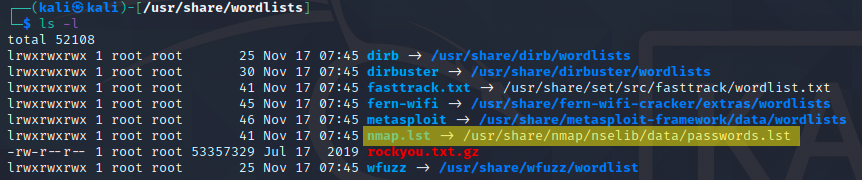 ┌──(kali㉿kali)-[/usr/share/wordlists]
└─$ ls -l
total 52108
lrwxrwxrwx 1 root root       25 Nov 17 07:45 dirb -> /usr/share/dirb/wordlists
lrwxrwxrwx 1 root root       30 Nov 17 07:45 dirbuster -> /usr/share/dirbuster/wordlists
lrwxrwxrwx 1 root root       41 Nov 17 07:45 fasttrack.txt -> /usr/share/set/src/fasttrack/wordlist.txt
lrwxrwxrwx 1 root root       45 Nov 17 07:45 fern-wifi -> /usr/share/fern-wifi-cracker/extras/wordlists
lrwxrwxrwx 1 root root       46 Nov 17 07:45 metasploit -> /usr/share/metasploit-framework/data/wordlists
lrwxrwxrwx 1 root root       41 Nov 17 07:45 nmap.lst -> /usr/share/nmap/nselib/data/passwords.lst
-rw-r--r-- 1 root root 53357329 Jul 17  2019 rockyou.txt.gz
lrwxrwxrwx 1 root root       25 Nov 17 07:45 wfuzz -> /usr/share/wfuzz/wordlist